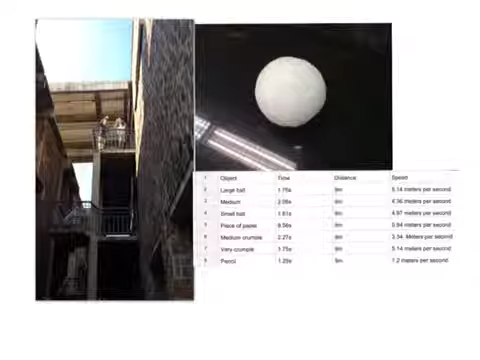 1 Object Time Distance Speed
2 Large ball 1.75s 9m 5.14 meters per second
3 Medium 2.06s 9m 4.36 meters per second
4 Small ball 1.81s 9m 4.97 meters per second
5 Piece of paper 9m 0.94 meters per second
6 Medium crumple 2.27s 9m Meters per second
7 Very crumple 1.75s 9m 5.14 meters per second
8 Pencil 1.25s 9m 7.2 meters per second